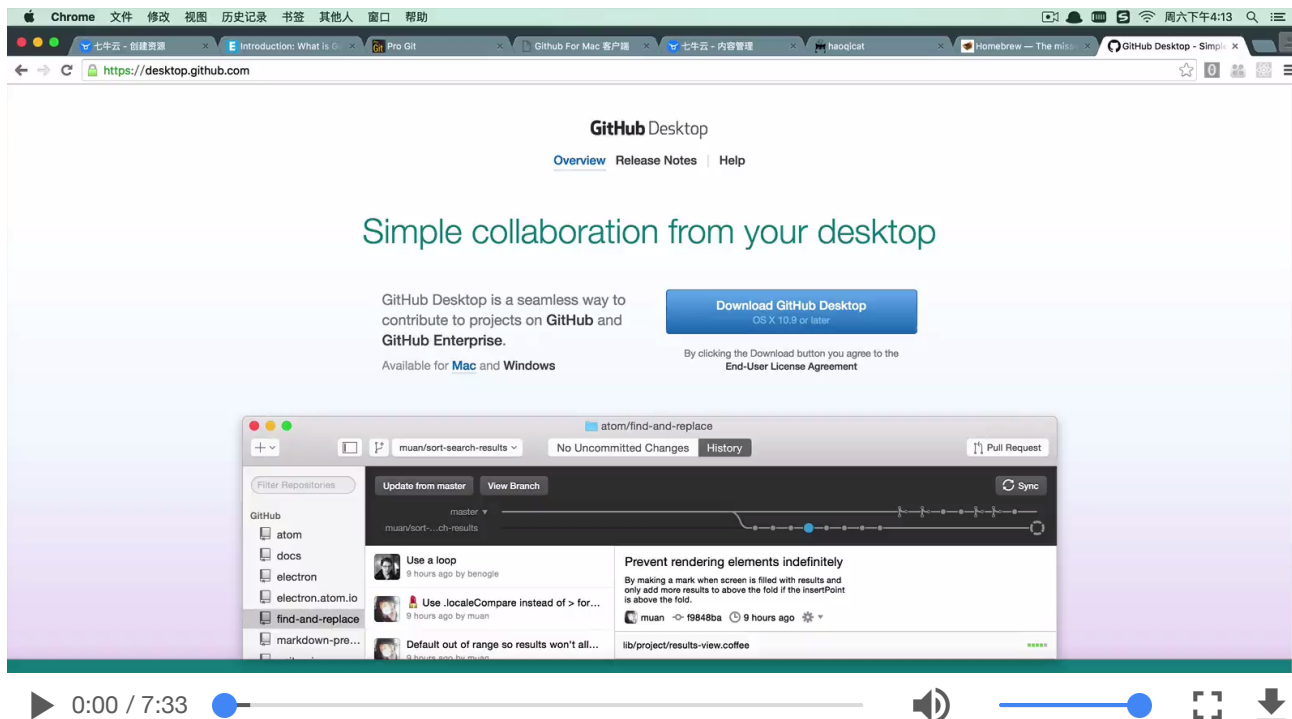 Chrome 文件 修改 视图 历史记录 书签 其他人 窗口 帮助 周六下午4:13
七牛云 - 创建资源 Introduction: What is G Pro Git Github For Mac 客户端 七牛云 - 内容管理 haoqicat Homebrew — The miss GitHub Desktop - Simple
https://desktop.github.com
GitHub Desktop
Overview Release Notes Help
Simple collaboration from your desktop
GitHub Desktop is a seamless way to
contribute to projects on GitHub and
GitHub Enterprise.
Available for Mac and Windows
Download GitHub Desktop
OS X 10.9 or later
By clicking the Download button you agree to the
End-User License Agreement
atom/find-and-replace
muan/sort-search-results No Uncommitted Changes History Pull Request
Filter Repositories
Update from master View Branch Sync
master
muan/sort-...ch-results
GitHub
atom
docs
electron
electron.atom.io
find-and-replace
markdown-pre...
Use a loop
9 hours ago by benogle
Use .localeCompare instead of > for...
9 hours ago by muan
Default out of range so results won't all...
9 hours ago by muan
Prevent rendering elements indefinitely
By making a mark when screen is filled with results and
only add more results to above the fold if the insertPoint
is above the fold.
muan f9848ba 9 hours ago
lib/project/results-view.coffee
0:00 / 7:33